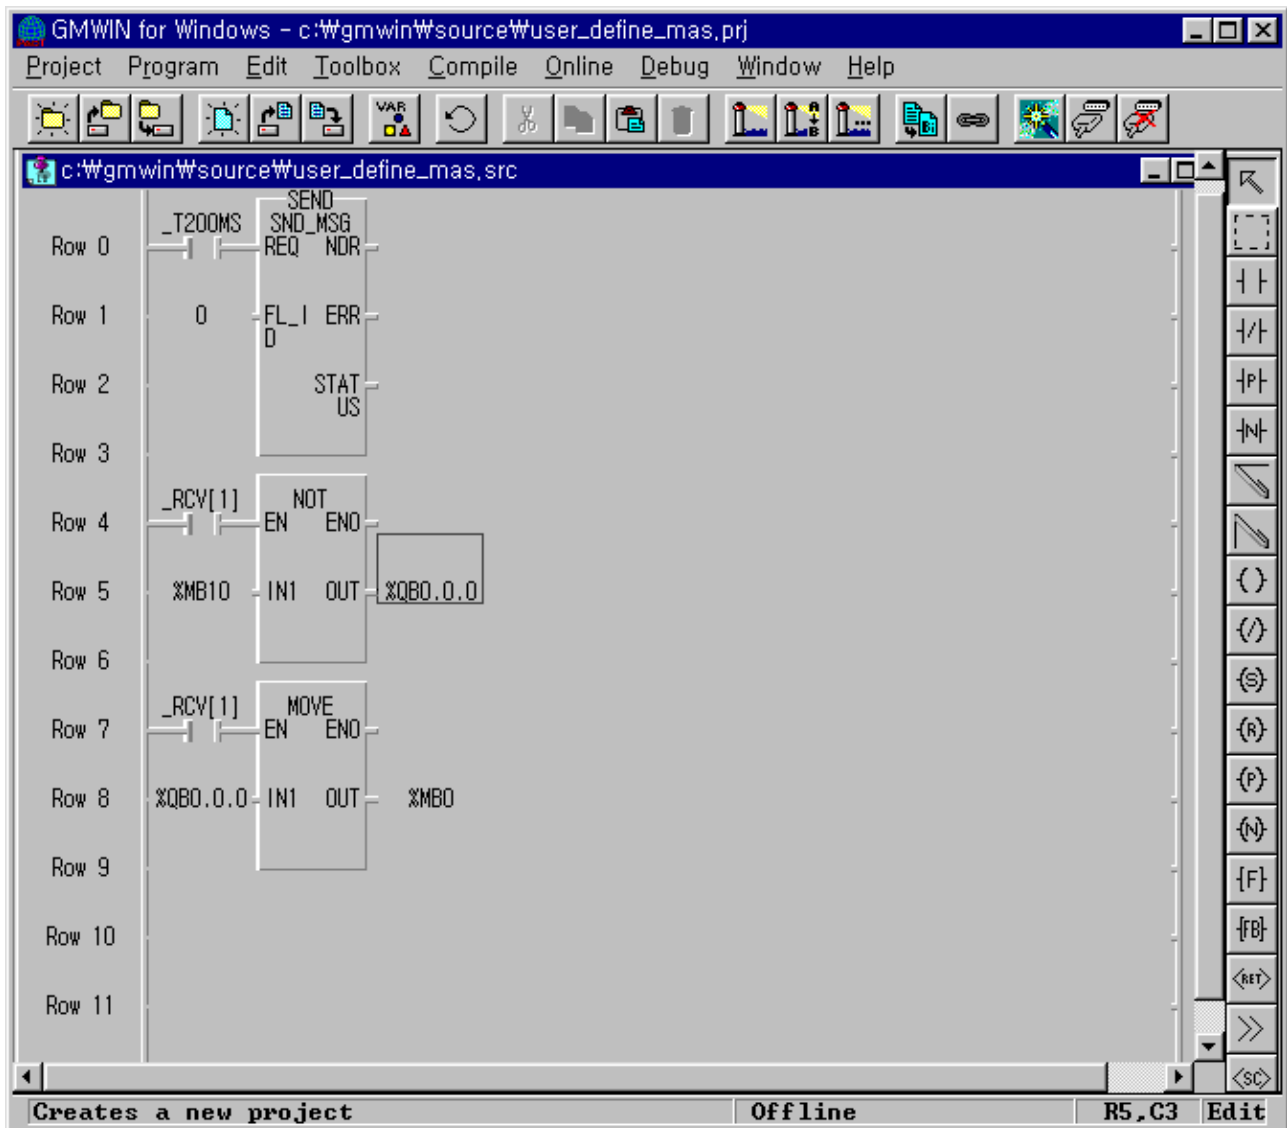 GMWIN for Windows - c:₩gmwin₩source₩user_define_mas,prj
Project Program Edit Toolbox Compile Online Debug Window Help
VAR
c:₩gmwin₩source₩user_define_mas,src
SEND
_T200MS SND_MSG
Row 0 REQ NDR
Row 1 0 FL_I ERR
D
Row 2 STAT
US
Row 3
_RCV[1] NOT
Row 4 EN ENO
Row 5 %MB10 IN1 OUT %QB0.0.0
Row 6
_RCV[1] MOVE
Row 7 EN ENO
Row 8 %QB0.0.0 IN1 OUT %MB0
Row 9
Row 10
Row 11
P
N
(/)
(S)
(R)
(P)
(N)
{F}
{FB}
<RET>
>>
<SC>
Creates a new project Offline R5,C3 Edit